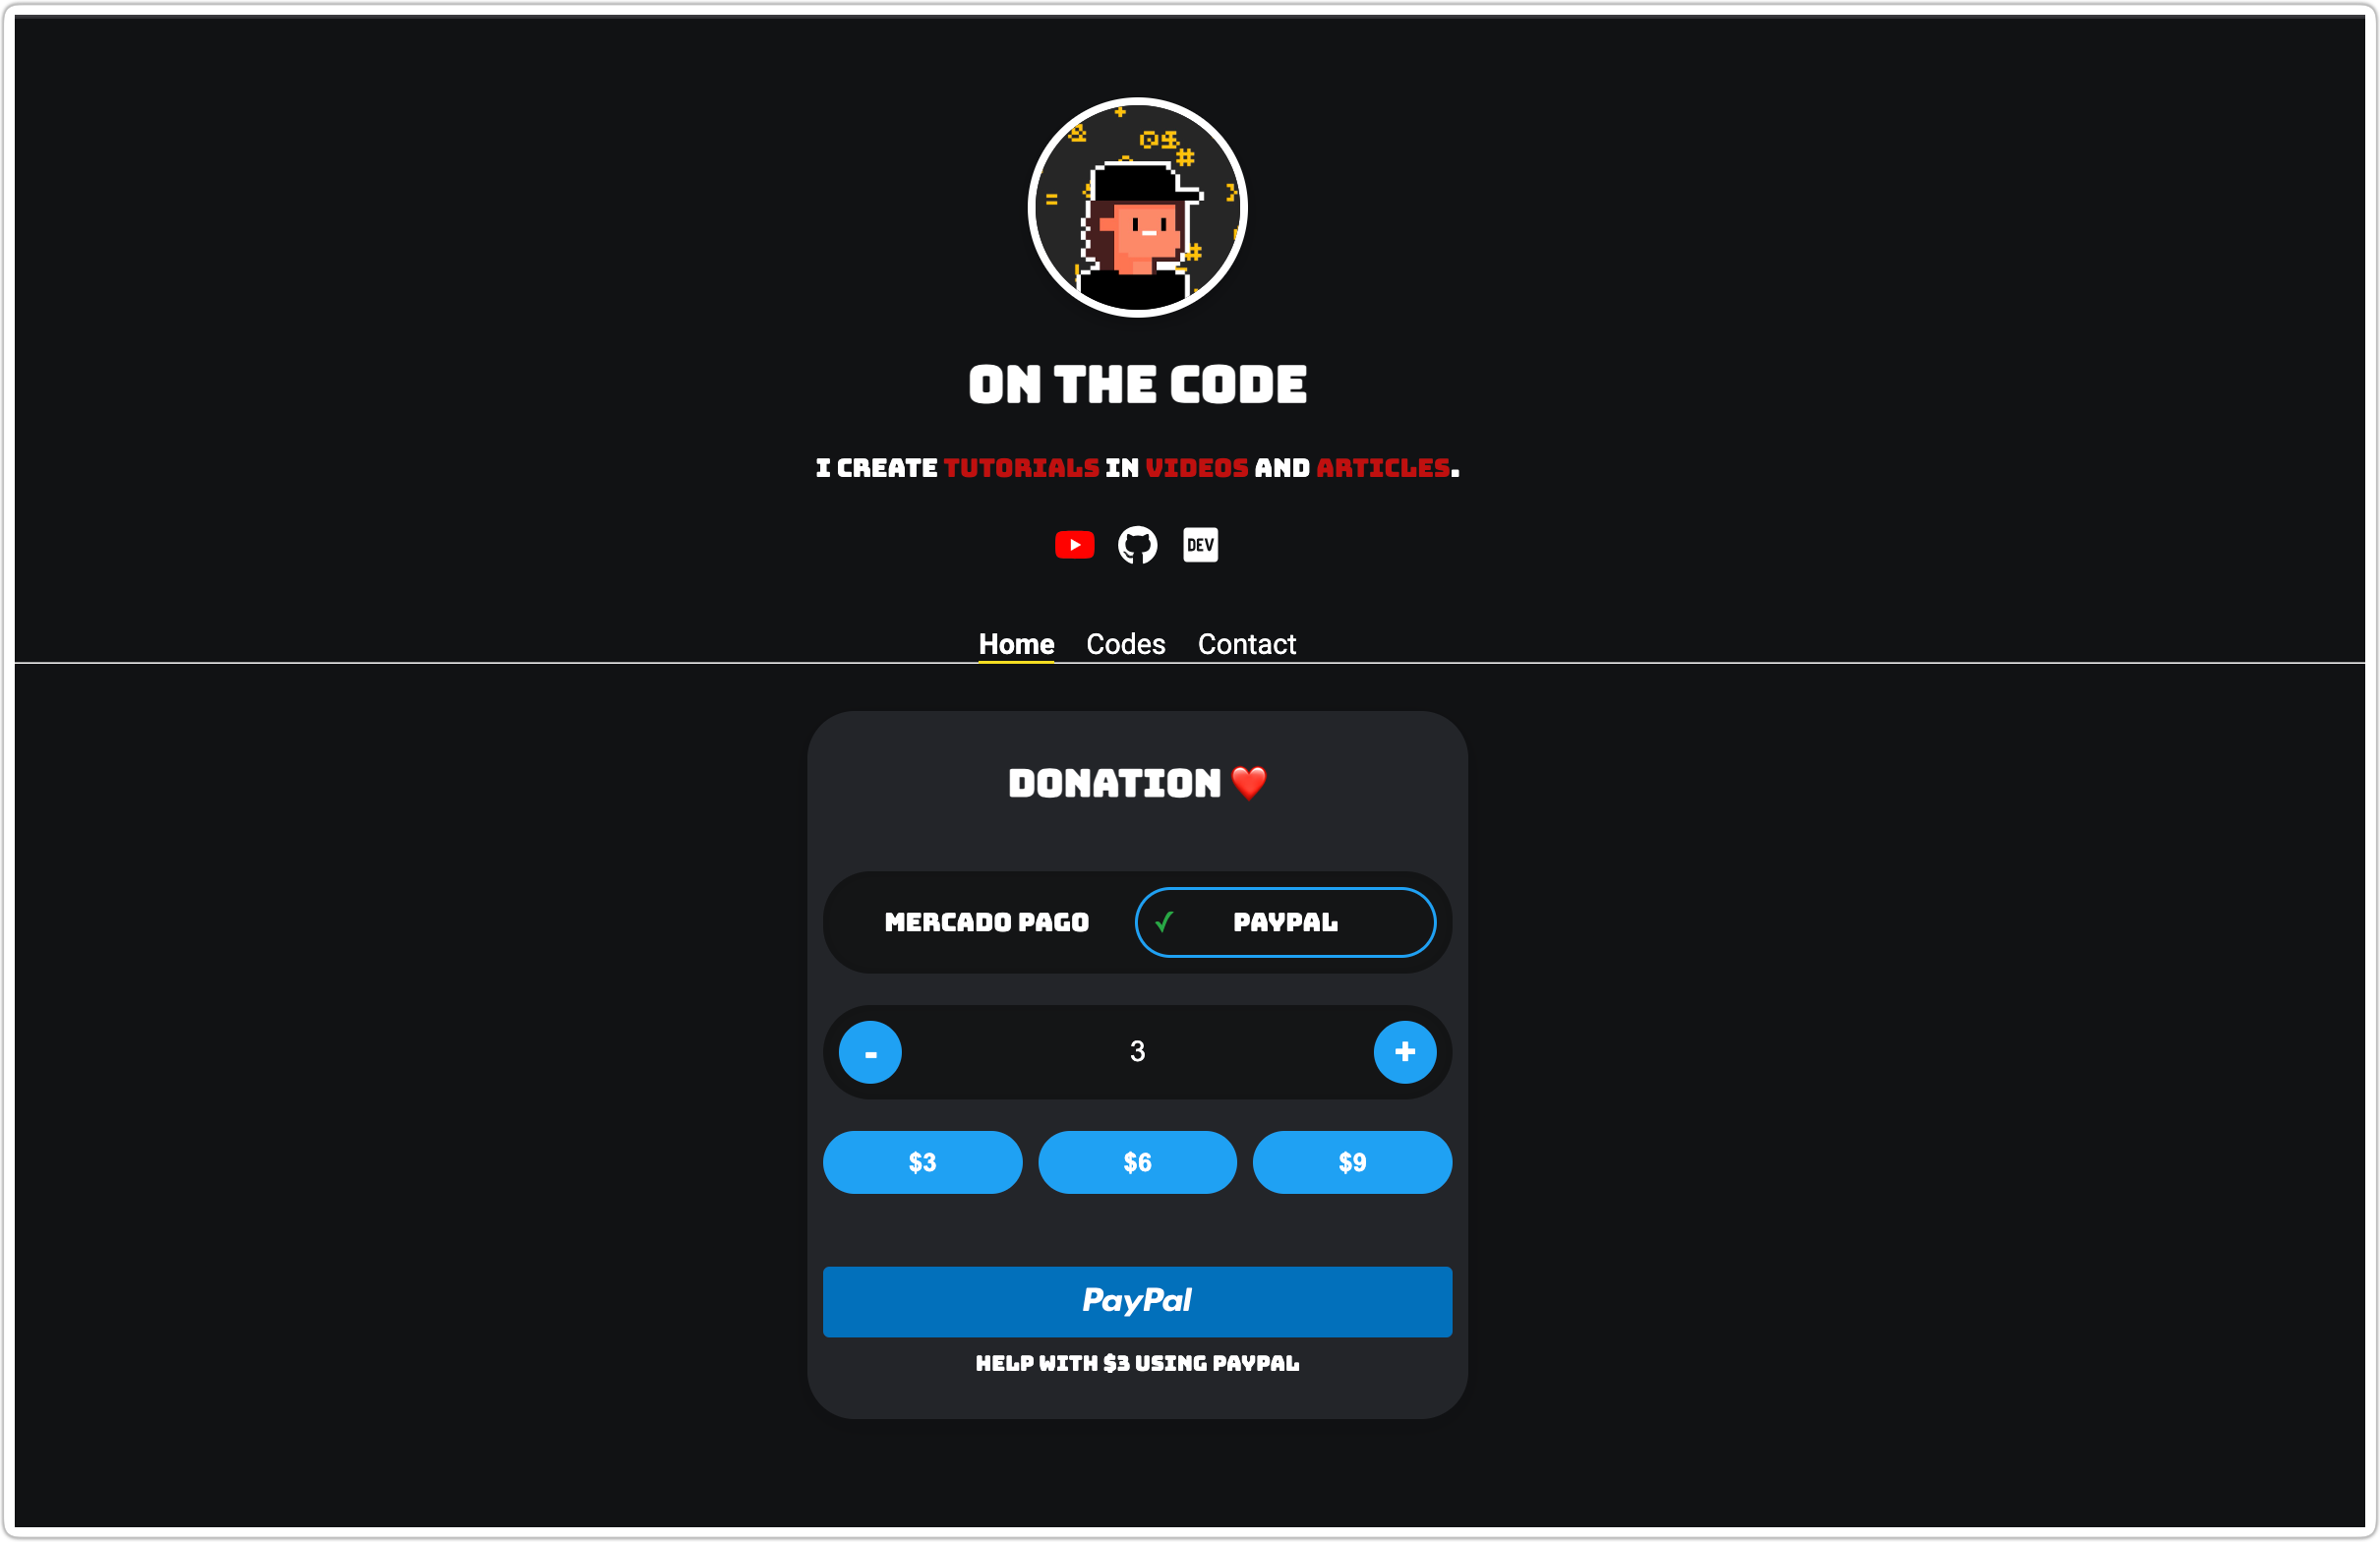 ON THE CODE
I CREATE TUTORIALS IN VIDEOS AND ARTICLES.
DEV
Home Codes Contact
DONATION ❤️
MERCADO PAGO ✓ PAYPAL
- 3 +
$3 $6 $9
PayPal
HELP WITH $3 USING PAYPAL